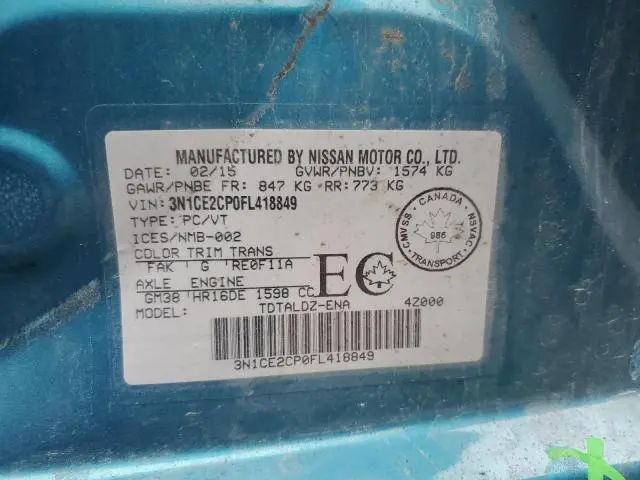 MANUFACTURED BY NISSAN MOTOR CO., LTD.
DATE: 02/15 GVWR/PNBV: 1574 KG
GAWR/PNBE FR: 847 KG RR: 773 KG
VIN: 3N1CE2CP0FL418849
TYPE: PC/VT
ICES/NMB-002
COLOR TRIM TRANS
FAK G RE0F11A
AXLE ENGINE
GM38 HR16DE 1598 CC
EC
MODEL: TDTALDZ-ENA 4Z000
3N1CE2CP0FL418849
CANADA
CMVSS NSVAC
986
TRANSPORT